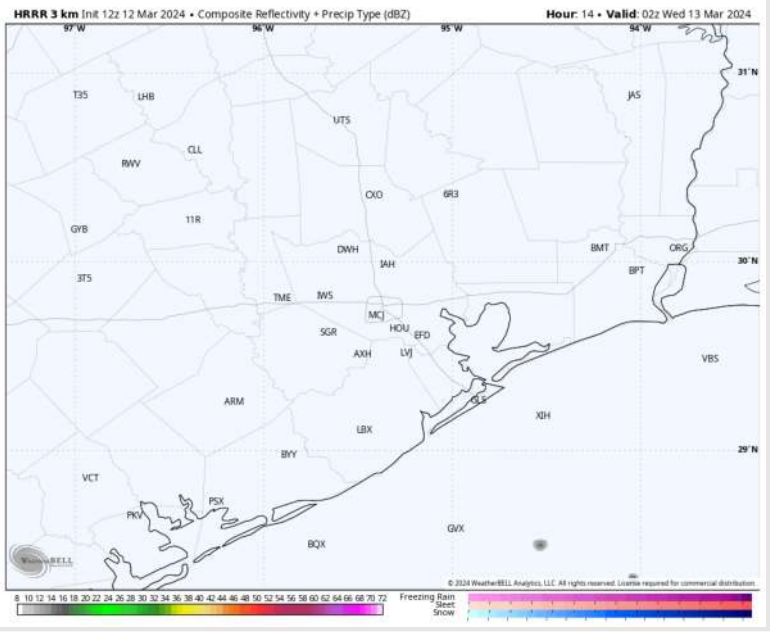 HRRR 3 km Init 12z 12 Mar 2024 • Composite Reflectivity + Precip Type (dBZ) Hour: 14 • Valid: 02z Wed 13 Mar 2024
97°W 96°W 95°W 94°W
31°N
T35 LHB JAS
UTS
CLL
RWV
CXO 6R3
11R
GYB
DWH BMT ORG
IAH 30°N
3T5 BPT
TME IWS
MCJ
SGR HOU EFD
AXH LVJ VBS
ARM GLS
XIH
LBX
BYY 29°N
VCT
PSX
PKV
GVX
BQX
WeatherBELL
© 2024 WeatherBELL Analytics, LLC. All rights reserved. License required for commercial distribution.
8 10 12 14 16 18 20 22 24 26 28 30 32 34 36 38 40 42 44 46 48 50 52 54 56 58 60 62 64 66 68 70 72
Freezing Rain
Sleet
Snow